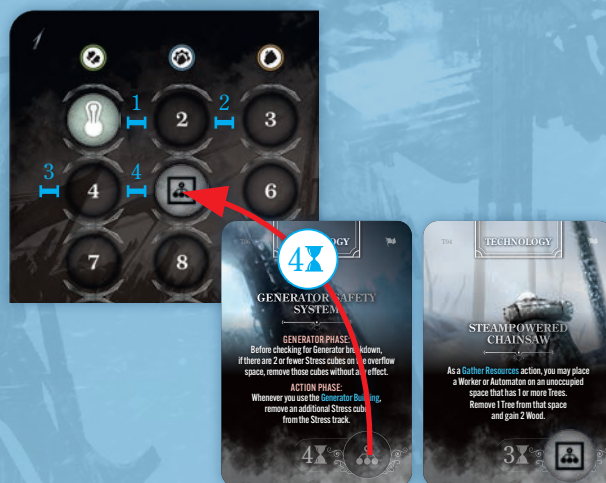 1 2
2 3
3 4
4 6
7 8
4
OGY
GENERATOR SAFETY
SYSTEM
GENERATOR PHASE:
Before checking for Generator breakdown,
if there are 2 or fewer Stress cubes on the overflow
space, remove those cubes without any effect.
ACTION PHASE:
Whenever you use the Generator Building,
remove an additional Stress cube
from the Stress track.
4
T04 TECHNOLOGY
STEAMPOWERED
CHAINSAW
As a Gather Resources action, you may place
a Worker or Automaton on an unoccupied
space that has 1 or more Trees.
Remove 1 Tree from that space
and gain 2 Wood.
3